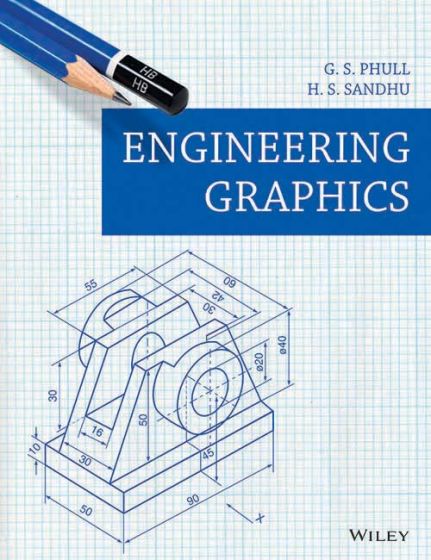 G. S. PHULL
H. S. SANDHU
HB
HB
ENGINEERING
GRAPHICS
55
60
42
30
ø20
ø40
30
50
16
30
10
45
50
90
X
WILEY